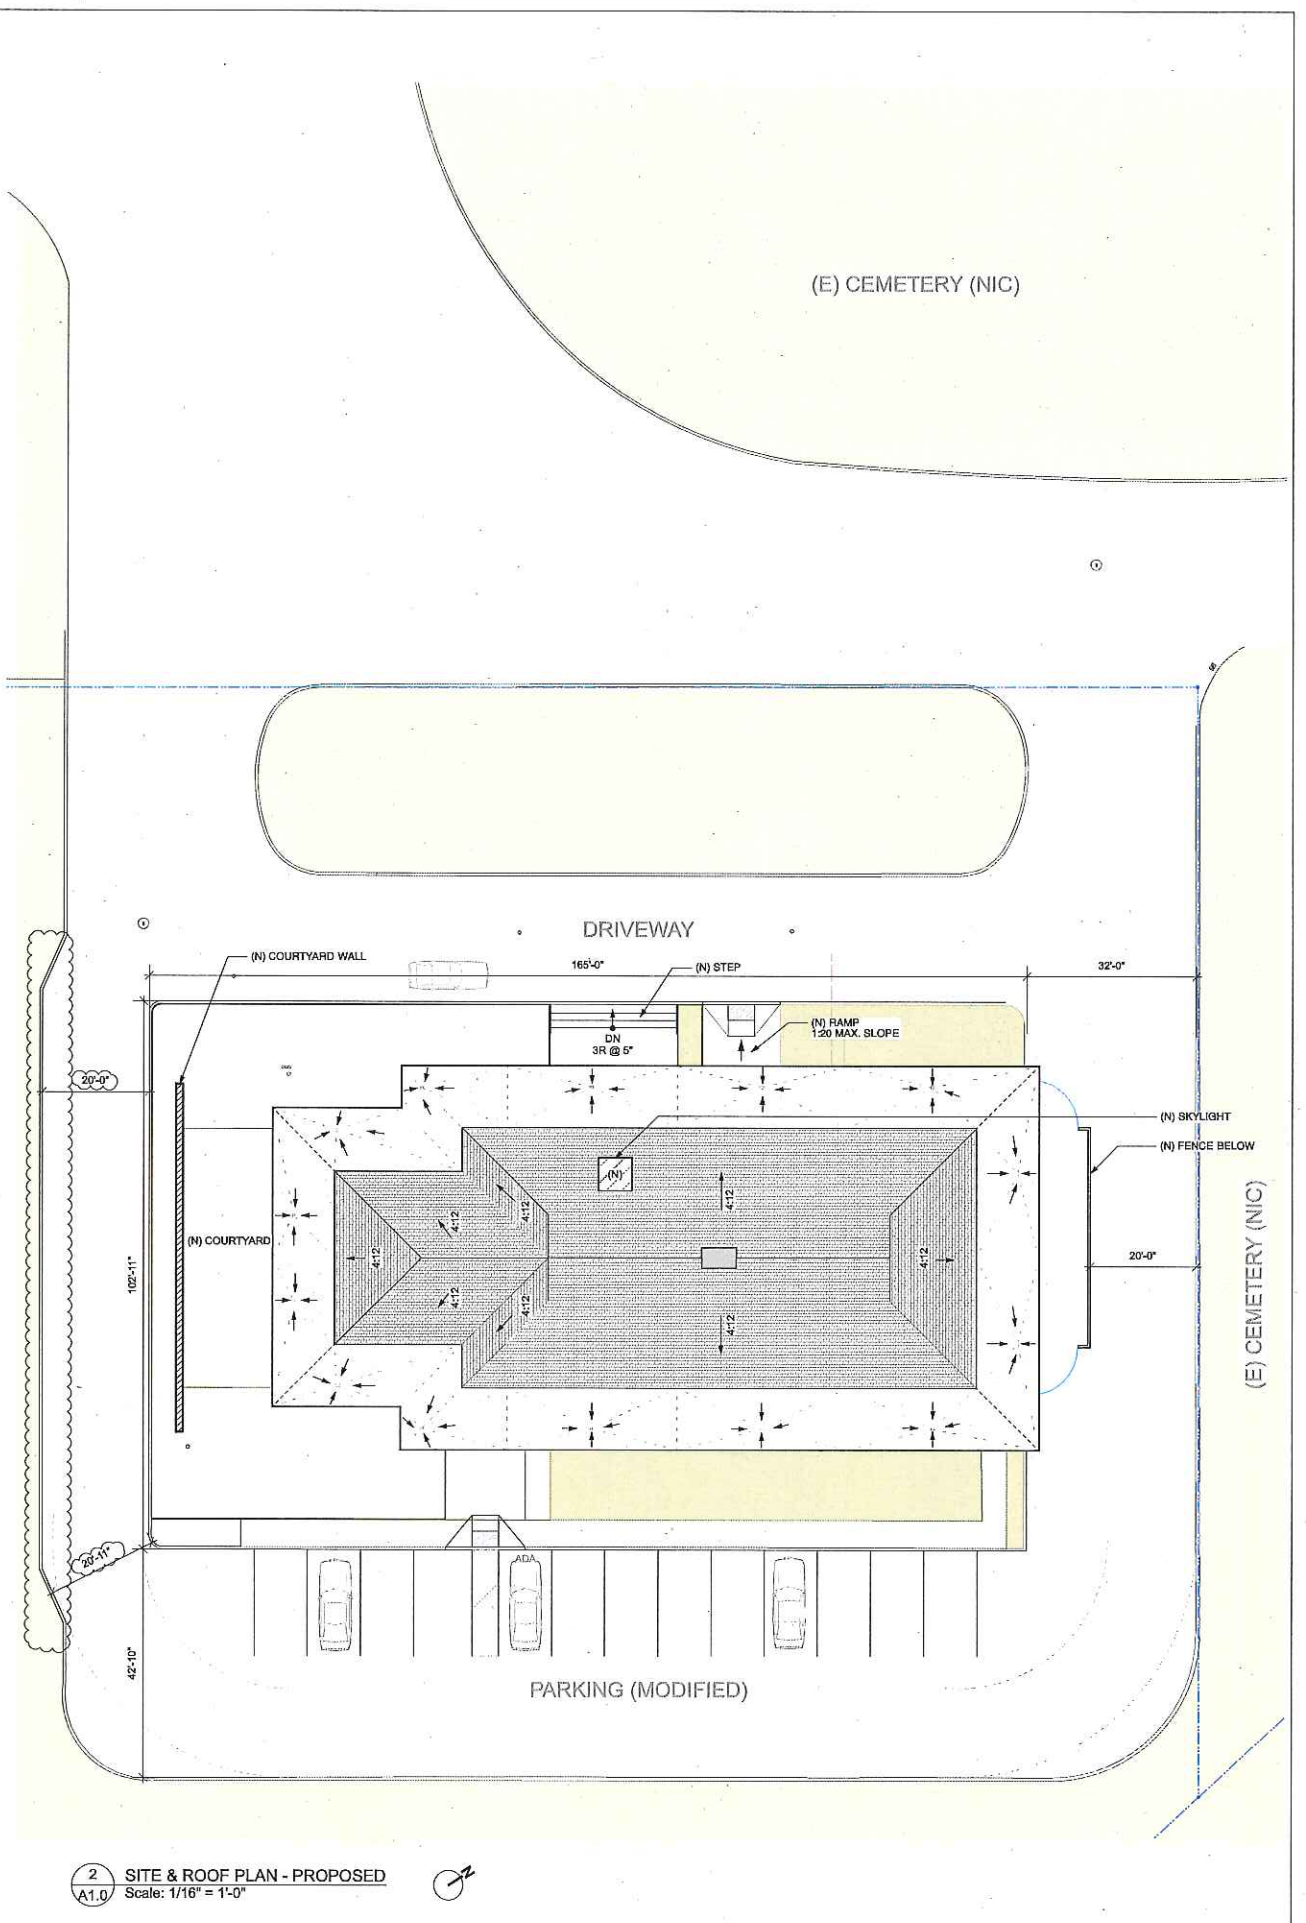 (E) CEMETERY (NIC)
DRIVEWAY
(N) COURTYARD WALL
165'-0"
(N) STEP
32'-0"
DN
3R @ 5"
(N) RAMP
1:20 MAX. SLOPE
20'-0"
(N) SKYLIGHT
(N) FENCE BELOW
(N)
4:12
4:12
4:12
(N) COURTYARD
4:12
4:12
20'-0"
(E) CEMETERY (NIC)
102'-11"
4:12
4:12
4:12
20'-11"
ADA
42'-10"
PARKING (MODIFIED)
2
A1.0
SITE & ROOF PLAN - PROPOSED
Scale: 1/16" = 1'-0"
N